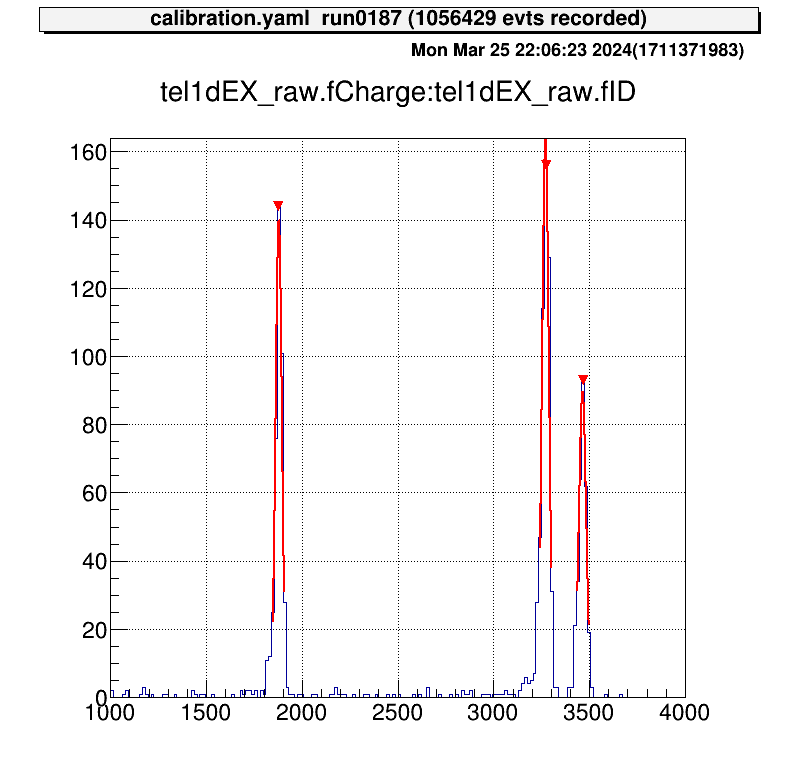 calibration.yaml run0187 (1056429 evts recorded)
Mon Mar 25 22:06:23 2024(1711371983)
tel1dEX_raw.fCharge:tel1dEX_raw.fID
160
140
120
100
80
60
40
20
0
1000 1500 2000 2500 3000 3500 4000